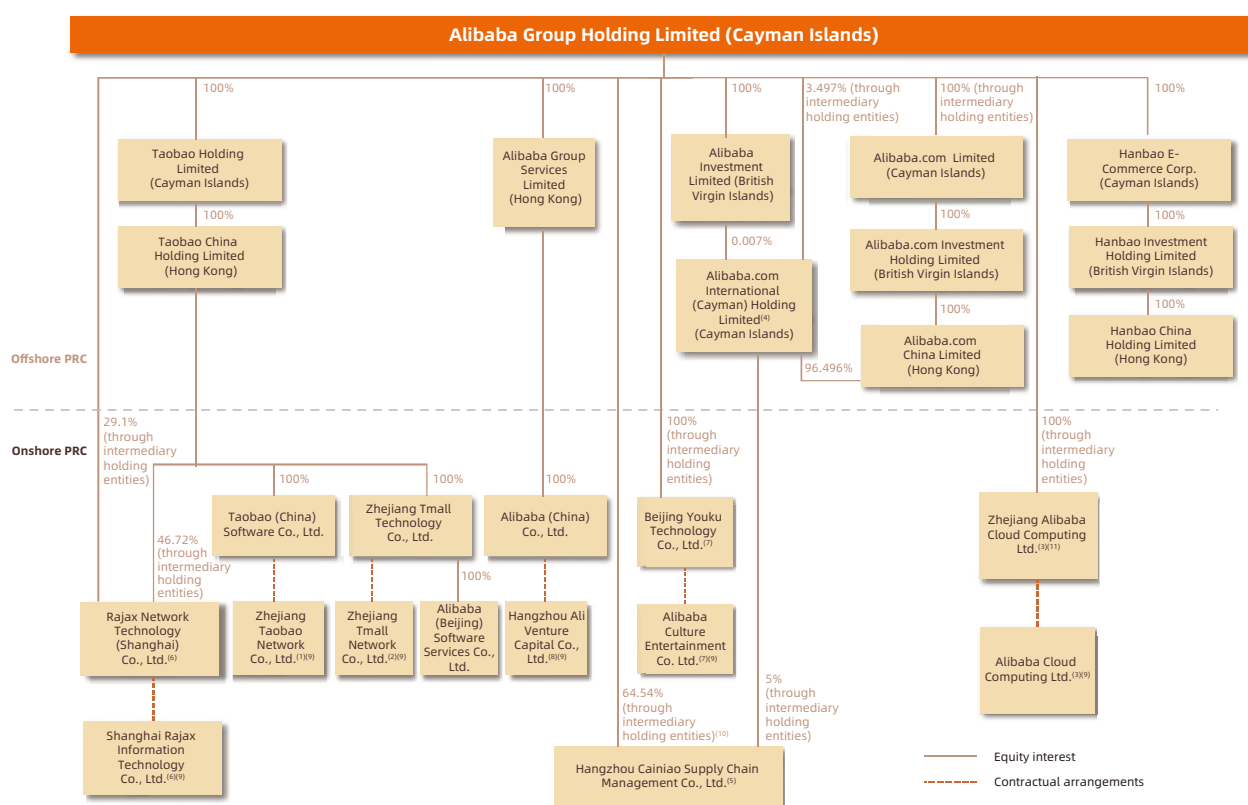 Alibaba Group Holding Limited (Cayman Islands)
100%
100%
100%
3.497% (through
intermediary
holding entities)
100% (through
intermediary
holding entities)
100%
Taobao Holding
Limited
(Cayman Islands)
Alibaba Group
Services
Limited
(Hong Kong)
Alibaba
Investment
Limited (British
Virgin Islands)
Alibaba.com Limited
(Cayman Islands)
Hanbao E-
Commerce Corp.
(Cayman Islands)
100%
100%
100%
Taobao China
Holding Limited
(Hong Kong)
0.007%
Alibaba.com Investment
Holding Limited
(British Virgin Islands)
Hanbao Investment
Holding Limited
(British Virgin Islands)
Alibaba.com
International
(Cayman) Holding
Limited(4)
(Cayman Islands)
100%
100%
Alibaba.com
China Limited
(Hong Kong)
Hanbao China
Holding Limited
(Hong Kong)
Offshore PRC
96.496%
Onshore PRC
29.1%
(through
intermediary
holding
entities)
100%
(through
intermediary
holding
entities)
100%
(through
intermediary
holding
entities)
100%
100%
100%
Taobao (China)
Software Co., Ltd.
Zhejiang Tmall
Technology
Co., Ltd.
Alibaba (China)
Co., Ltd.
Beijing Youku
Technology
Co., Ltd.(7)
Zhejiang Alibaba
Cloud Computing
Ltd.(3)(11)
46.72%
(through
intermediary
holding
entities)
100%
Rajax Network
Technology
(Shanghai)
Co., Ltd.(6)
Zhejiang
Taobao
Network
Co., Ltd.(1)(9)
Zhejiang
Tmall
Network
Co., Ltd.(2)(9)
Alibaba
(Beijing)
Software
Services Co.,
Ltd.
Hangzhou Ali
Venture
Capital Co.,
Ltd.(8)(9)
Alibaba
Culture
Entertainment
Co. Ltd.(7)(9)
Alibaba Cloud
Computing Ltd.(3)(9)
64.54%
(through
intermediary
holding entities)(10)
5%
(through
intermediary
holding
entities)
Shanghai Rajax
Information
Technology
Co., Ltd.(6)(9)
Hangzhou Cainiao Supply Chain
Management Co., Ltd.(5)
Equity interest
Contractual arrangements